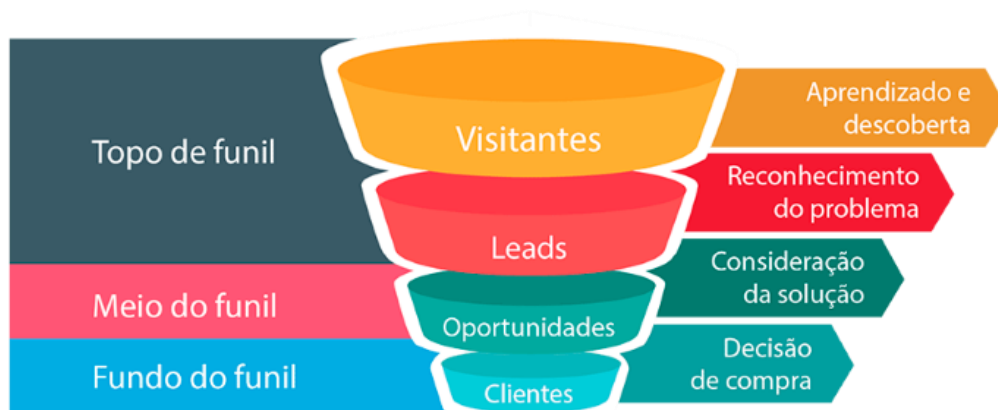 Topo de funil
Meio do funil
Fundo do funil
Visitantes
Leads
Oportunidades
Clientes
Aprendizado e
descoberta
Reconhecimento
do problema
Consideração
da solução
Decisão
de compra